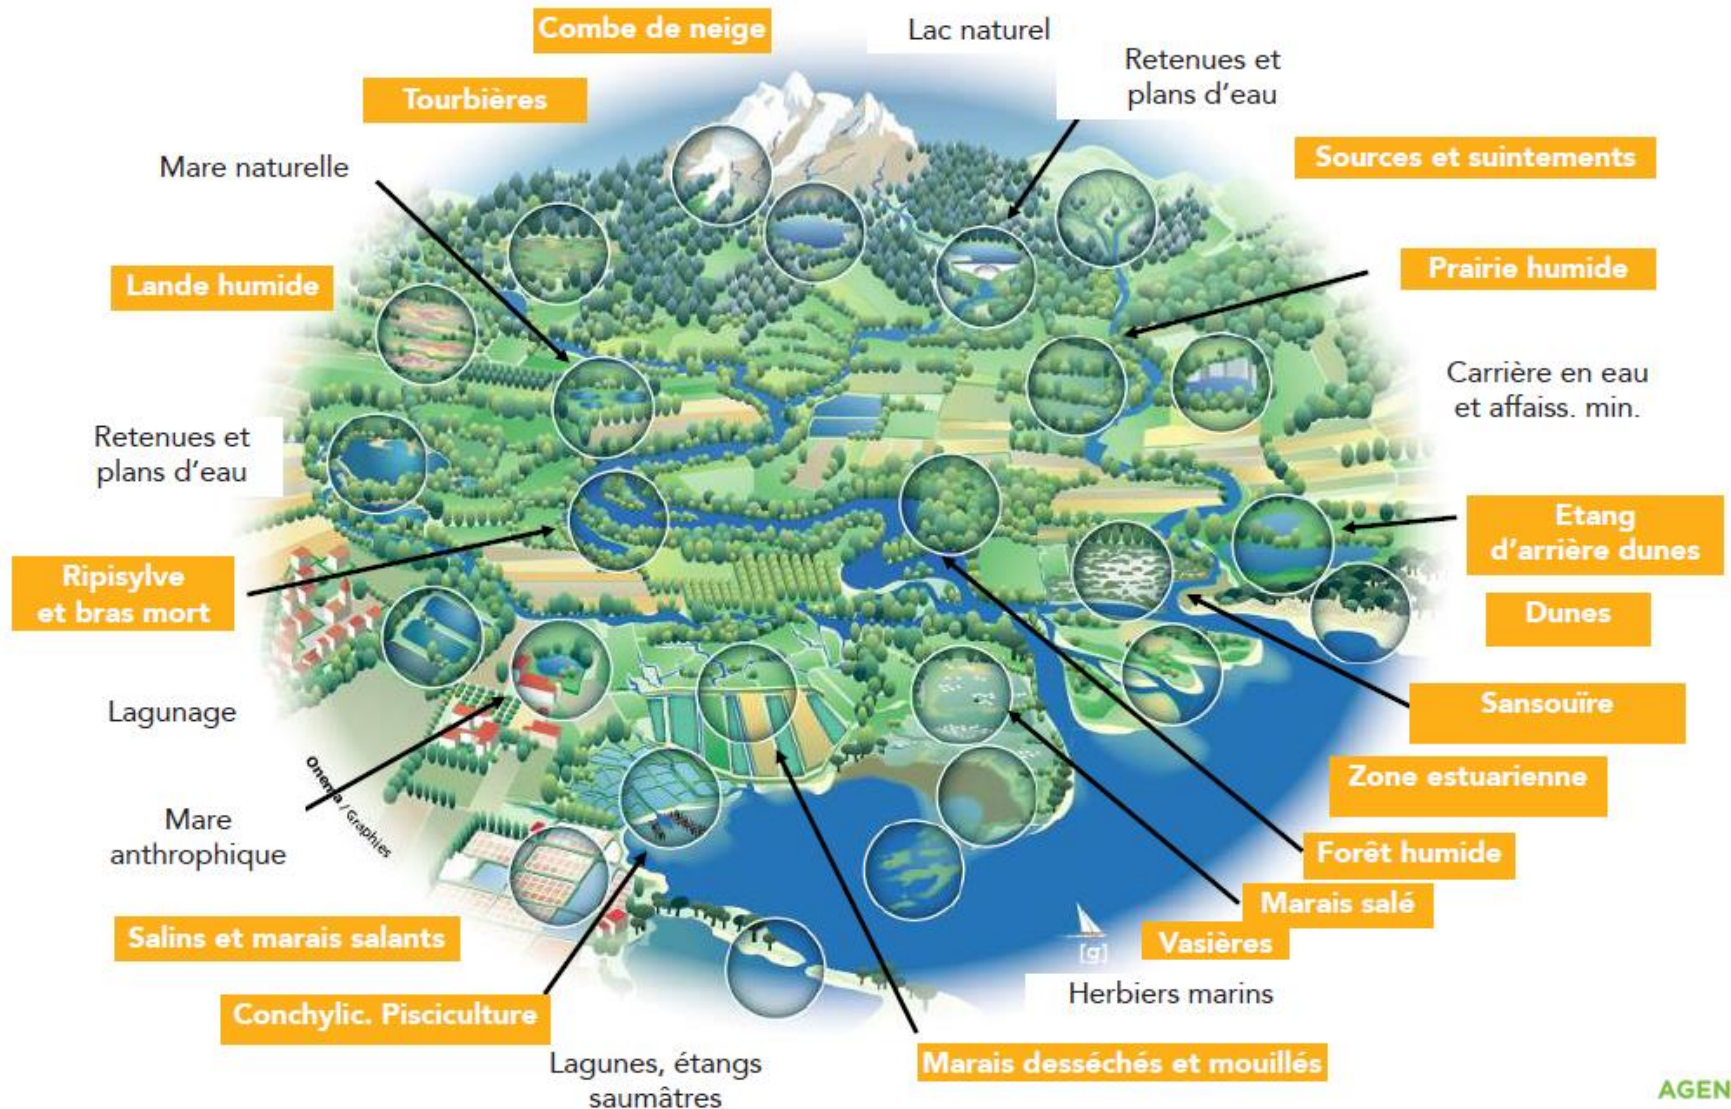 Combe de neige
Lac naturel
Retenues et
plans d'eau
Tourbières
Sources et suintements
Mare naturelle
Prairie humide
Lande humide
Carrière en eau
et affaiss. min.
Retenues et
plans d'eau
Etang
d'arrière dunes
Ripisylve
et bras mort
Dunes
Sansouïre
Lagunage
Zone estuarienne
Onema / Graphies
Mare
anthrophique
Forêt humide
Marais salé
Salins et marais salants
Vasières
[g]
Herbiers marins
Conchylic. Pisciculture
Marais desséchés et mouillés
Lagunes, étangs
saumâtres
AGEN